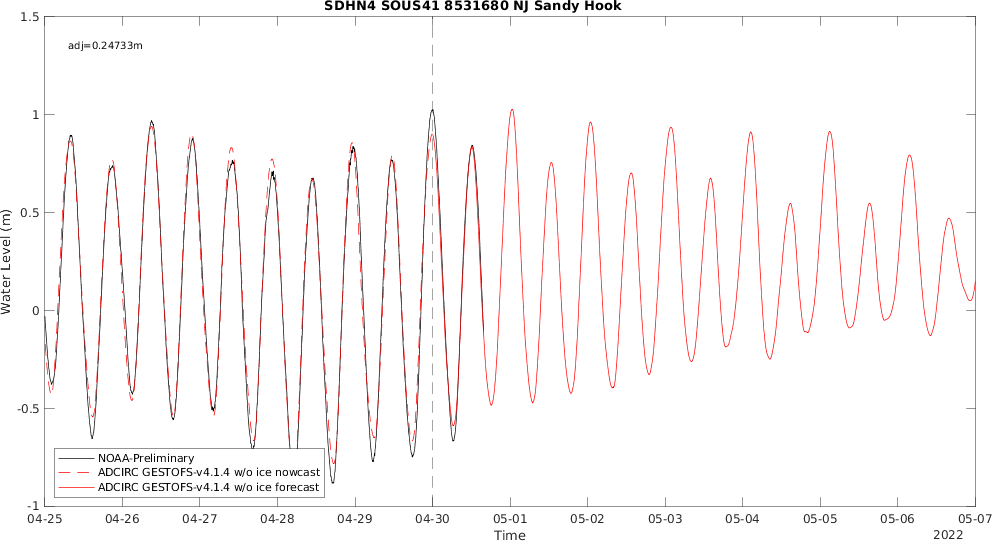 SDHN4 SOUS41 8531680 NJ Sandy Hook
adj=0.24733m
Water Level (m)
1.5
1
0.5
0
-0.5
-1
NOAA-Preliminary
ADCIRC GESTOFS-v4.1.4 w/o ice nowcast
ADCIRC GESTOFS-v4.1.4 w/o ice forecast
04-25 04-26 04-27 04-28 04-29 04-30 05-01 05-02 05-03 05-04 05-05 05-06 05-07
Time
2022